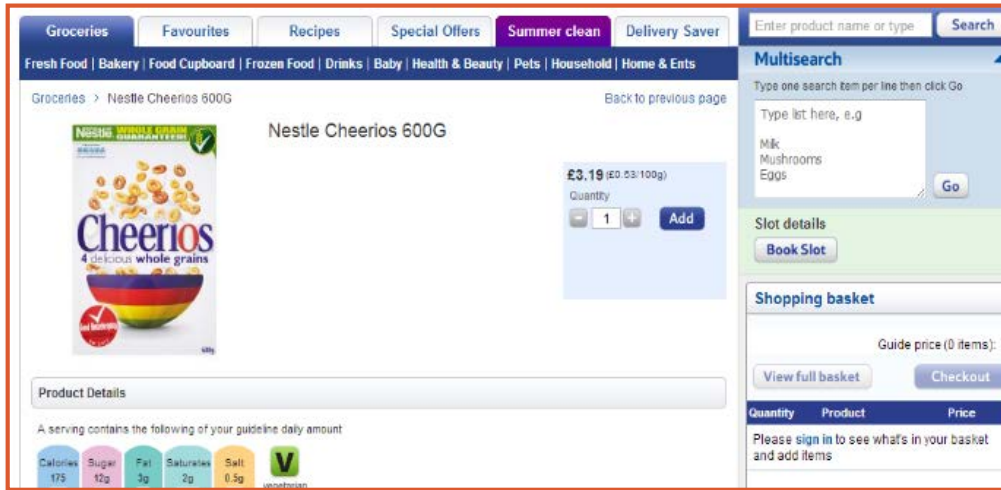 Groceries Favourites Recipes Special Offers Summer clean Delivery Saver
Fresh Food | Bakery | Food Cupboard | Frozen Food | Drinks | Baby | Health & Beauty | Pets | Household | Home & Ents
Groceries > Nestle Cheerios 600G
Back to previous page
Nestlé WHOLE GRAIN
GUARANTEED!
Cheerios
4 delicious whole grains
600g
Nestle Cheerios 600G
£3.19 (£0.53/100g)
Quantity
- 1 + Add
Product Details
A serving contains the following of your guideline daily amount
Calories Sugar Fat Saturates Salt V
175 12g 3g 2g 0.5g vegetarian
Enter product name or type Search
Multisearch
Type one search item per line then click Go
Type list here, e.g
Milk
Mushrooms
Eggs
Go
Slot details
Book Slot
Shopping basket
Guide price (0 items):
View full basket Checkout
Quantity Product Price
Please sign in to see what's in your basket
and add items